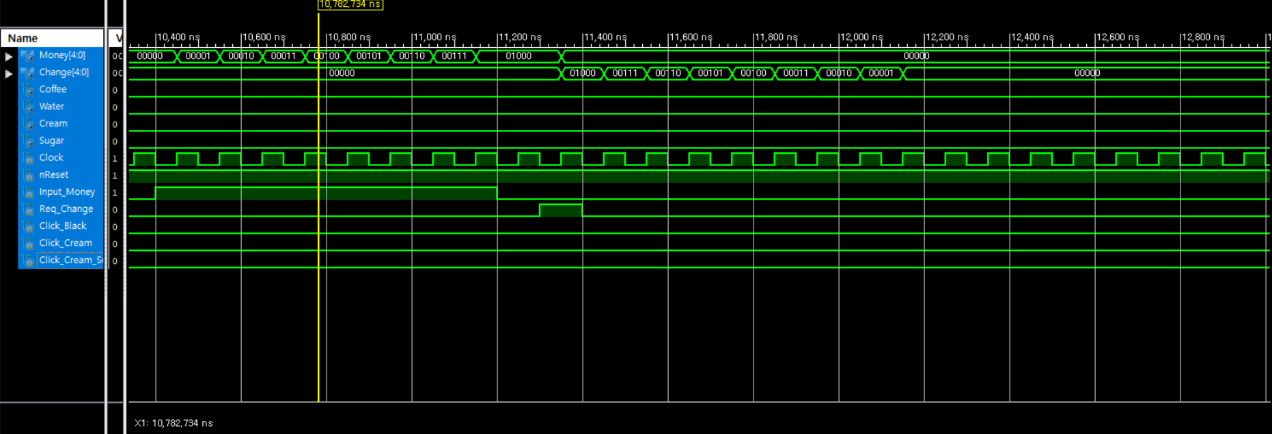 10,782,734 ns
Name V
10,400 ns 10,600 ns 10,800 ns 11,000 ns 11,200 ns 11,400 ns 11,600 ns 11,800 ns 12,000 ns 12,200 ns 12,400 ns 12,600 ns 12,800 ns 1
Money[4:0] 00 00000 00001 00010 00011 00100 00101 00110 00111 01000 00000
Change[4:0] 00 00000 01000 00111 00110 00101 00100 00011 00010 00001 00000
Coffee 0
Water 0
Cream 0
Sugar 0
Clock 1
nReset 1
Input_Money 1
Req_Change 0
Click_Black 0
Click_Cream 0
Click_Cream_S 0
X1: 10,782,734 ns